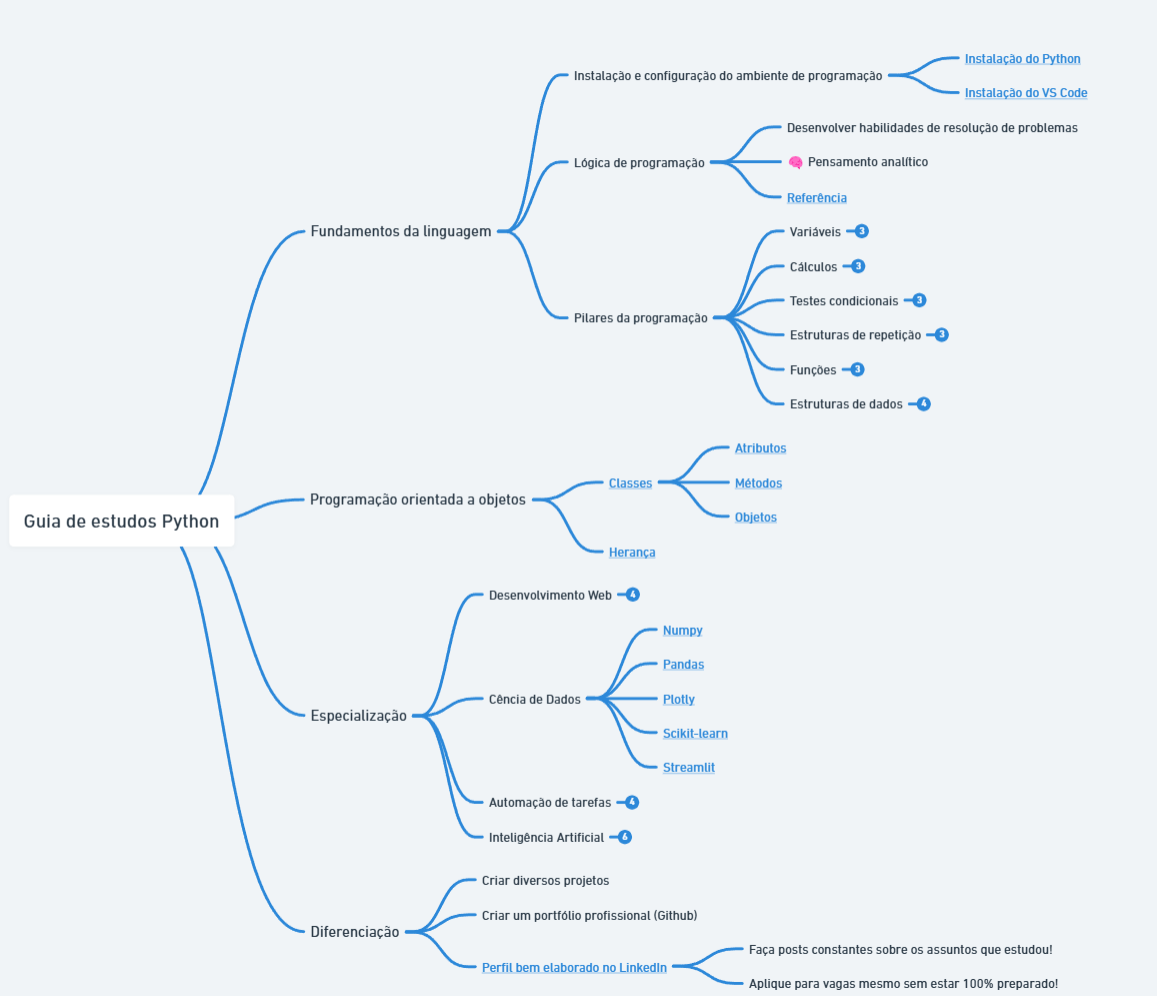 Guia de estudos Python
Fundamentos da linguagem
Instalação e configuração do ambiente de programação
Instalação do Python
Instalação do VS Code
Lógica de programação
Desenvolver habilidades de resolução de problemas
Pensamento analítico
Referência
Pilares da programação
Variáveis 3
Cálculos 3
Testes condicionais 3
Estruturas de repetição 3
Funções 3
Estruturas de dados 4
Programação orientada a objetos
Classes
Atributos
Métodos
Objetos
Herança
Especialização
Desenvolvimento Web 4
Cência de Dados
Numpy
Pandas
Plotly
Scikit-learn
Streamlit
Automação de tarefas 4
Inteligência Artificial 6
Diferenciação
Criar diversos projetos
Criar um portfólio profissional (Github)
Perfil bem elaborado no LinkedIn
Faça posts constantes sobre os assuntos que estudou!
Aplique para vagas mesmo sem estar 100% preparado!